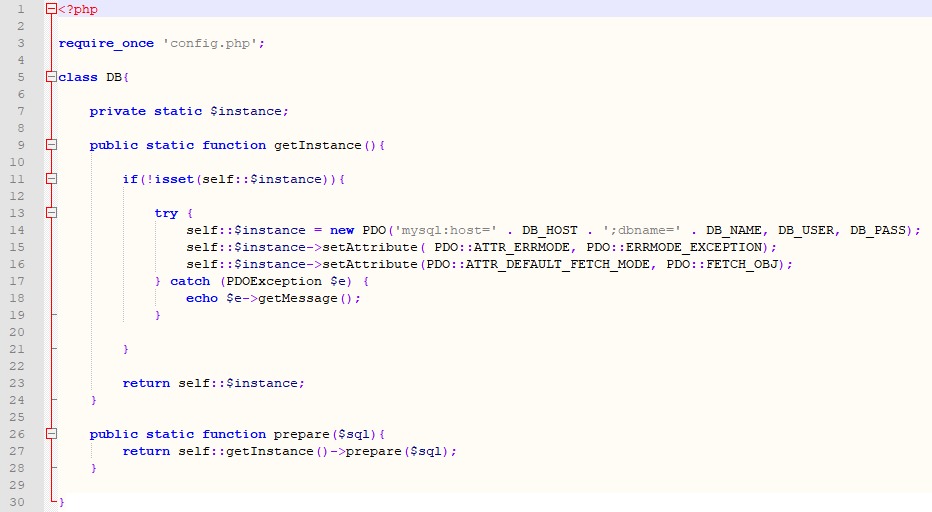 1 <?php
2
3 require_once 'config.php';
4
5 class DB{
6
7     private static $instance;
8
9     public static function getInstance(){
10
11         if(!isset(self::$instance)){
12
13             try {
14                 self::$instance = new PDO('mysql:host=' . DB_HOST . ';dbname=' . DB_NAME, DB_USER, DB_PASS);
15                 self::$instance->setAttribute( PDO::ATTR_ERRMODE, PDO::ERRMODE_EXCEPTION);
16                 self::$instance->setAttribute(PDO::ATTR_DEFAULT_FETCH_MODE, PDO::FETCH_OBJ);
17             } catch (PDOException $e) {
18                 echo $e->getMessage();
19             }
20
21         }
22
23         return self::$instance;
24     }
25
26     public static function prepare($sql){
27         return self::getInstance()->prepare($sql);
28     }
29
30 }